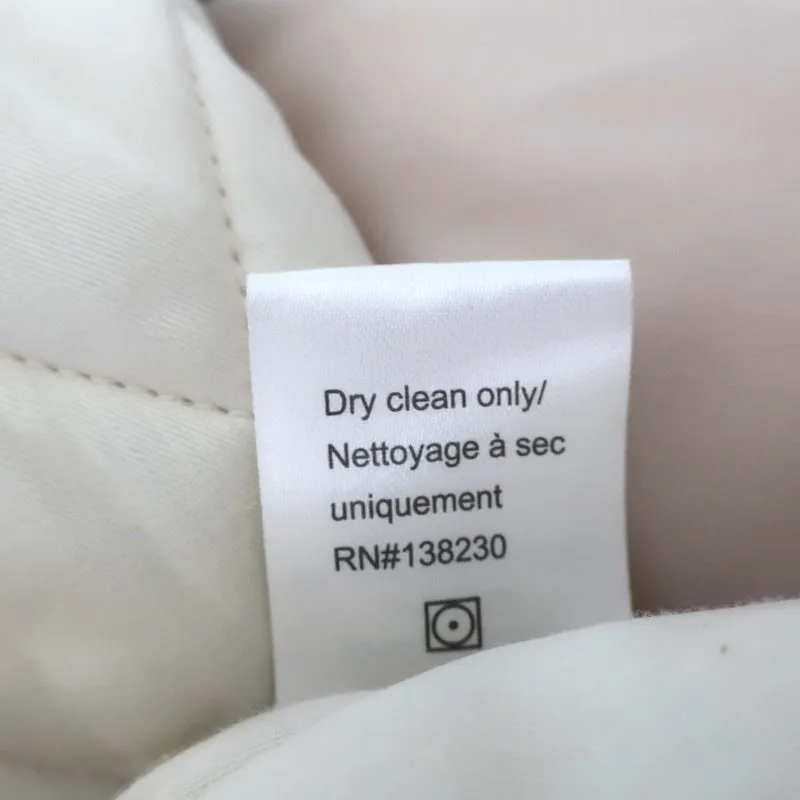 Dry clean only/
Nettoyage à sec
uniquement
RN#138230